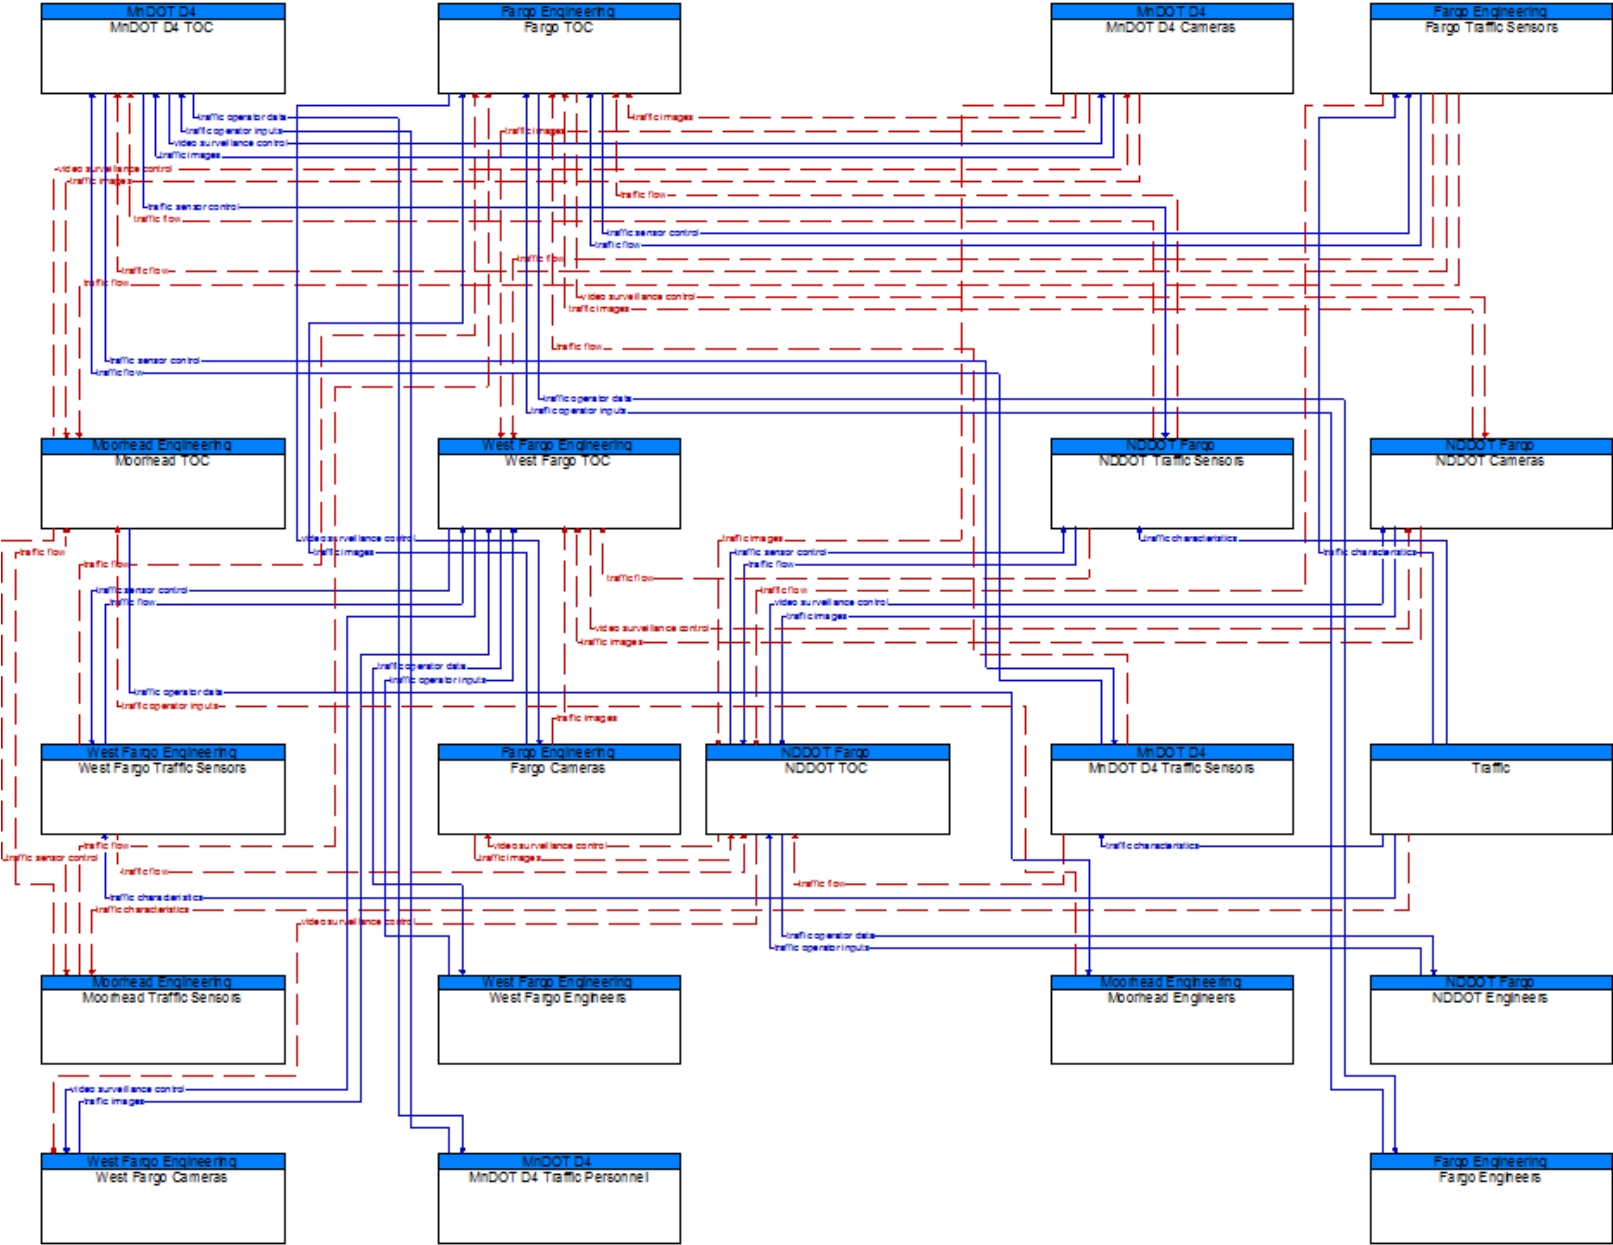 MnDOT D4
MnDOT D4 TOC
Fargo Engineering
Fargo TOC
MnDOT D4
MnDOT D4 Cameras
Fargo Engineering
Fargo Traffic Sensors
traffic operator data
traffic images
traffic operator inputs
traffic images
video surveillance control
traffic images
video surveillance control
traffic images
traffic flow
traffic sensor control
traffic flow
traffic sensor control
traffic flow
traffic flow
traffic flow
traffic flow
video surveillance control
traffic images
traffic flow
traffic sensor control
traffic flow
traffic operator data
traffic operator inputs
Moorhead Engineering
Moorhead TOC
West Fargo Engineering
West Fargo TOC
NDDOT Fargo
NDDOT Traffic Sensors
NDDOT Fargo
NDDOT Cameras
video surveillance control
traffic images
traffic characteristics
traffic flow
traffic images
traffic sensor control
traffic characteristics
traffic flow
traffic flow
traffic flow
traffic sensor control
traffic flow
traffic flow
video surveillance control
traffic images
video surveillance control
traffic images
traffic operator data
traffic operator inputs
traffic operator data
traffic operator inputs
traffic images
West Fargo Engineering
West Fargo Traffic Sensors
Fargo Engineering
Fargo Cameras
NDDOT Fargo
NDDOT TOC
MnDOT D4
MnDOT D4 Traffic Sensors
Traffic
traffic flow
video surveillance control
traffic characteristics
traffic sensor control
traffic images
traffic flow
traffic flow
traffic characteristics
traffic characteristics
video surveillance control
traffic operator data
traffic operator inputs
Moorhead Engineering
Moorhead Traffic Sensors
West Fargo Engineering
West Fargo Engineers
Moorhead Engineering
Moorhead Engineers
NDDOT Fargo
NDDOT Engineers
video surveillance control
traffic images
West Fargo Engineering
West Fargo Cameras
MnDOT D4
MnDOT D4 Traffic Personnel
Fargo Engineering
Fargo Engineers